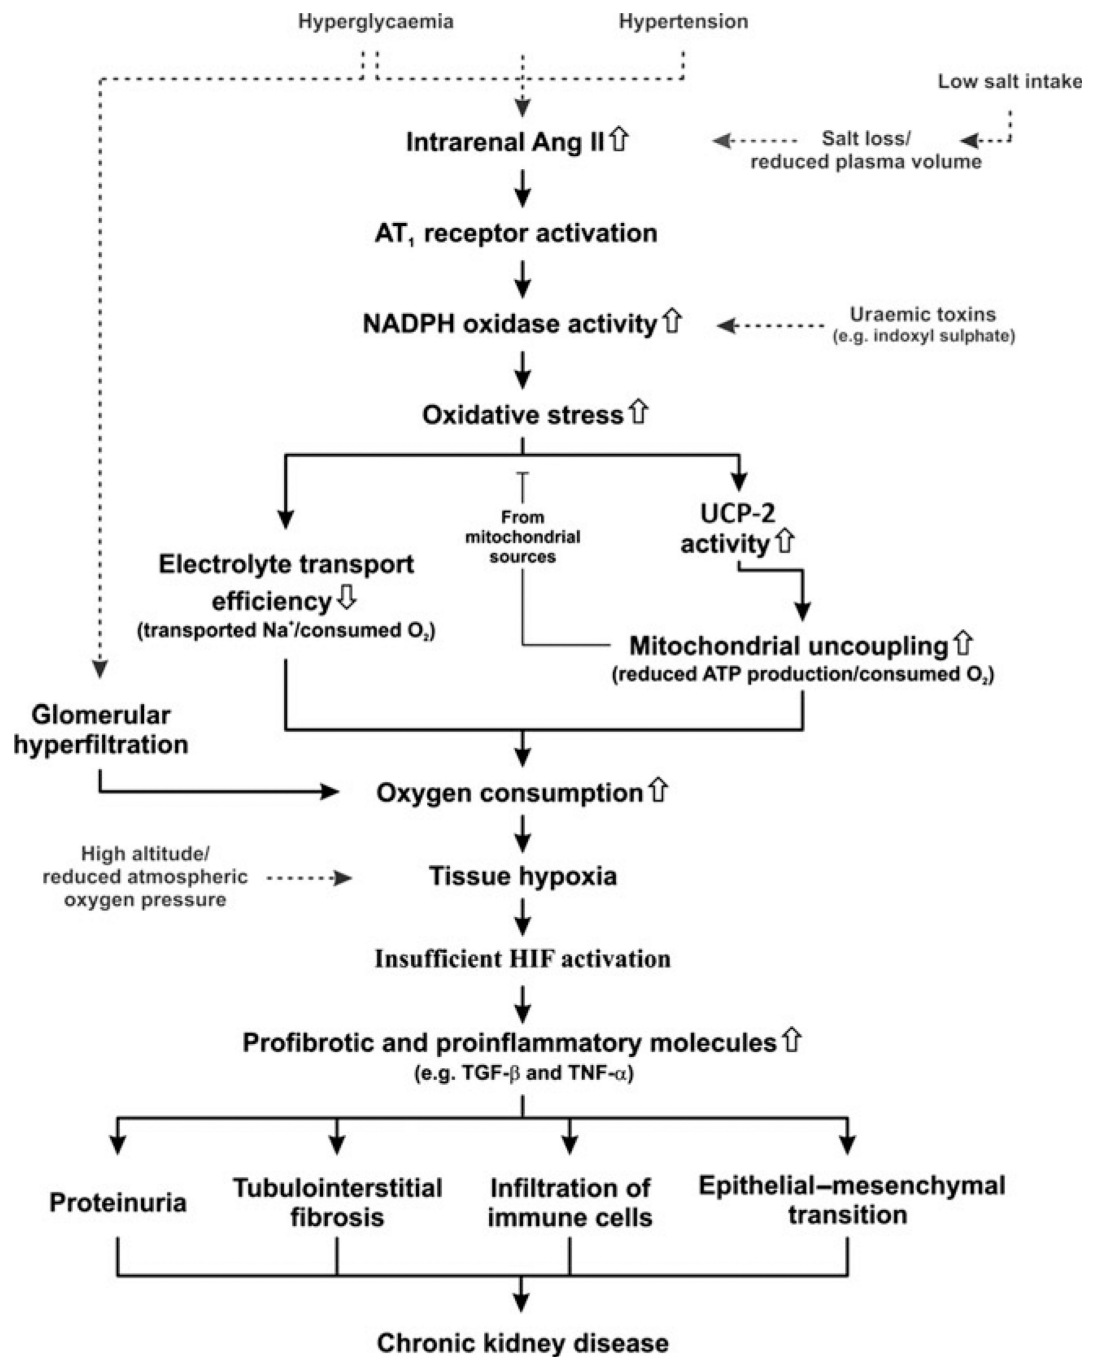 Hyperglycaemia
Hypertension
Low salt intake
Intrarenal Ang II⇧
Salt loss/
reduced plasma volume
AT₁ receptor activation
NADPH oxidase activity⇧
Uraemic toxins
(e.g. indoxyl sulphate)
Oxidative stress⇧
From
mitochondrial
sources
UCP-2
activity⇧
Electrolyte transport
efficiency⇩
(transported Na⁺/consumed O₂)
Mitochondrial uncoupling⇧
(reduced ATP production/consumed O₂)
Glomerular
hyperfiltration
Oxygen consumption⇧
High altitude/
reduced atmospheric
oxygen pressure
Tissue hypoxia
Insufficient HIF activation
Profibrotic and proinflammatory molecules⇧
(e.g. TGF-β and TNF-α)
Proteinuria
Tubulointerstitial
fibrosis
Infiltration of
immune cells
Epithelial–mesenchymal
transition
Chronic kidney disease